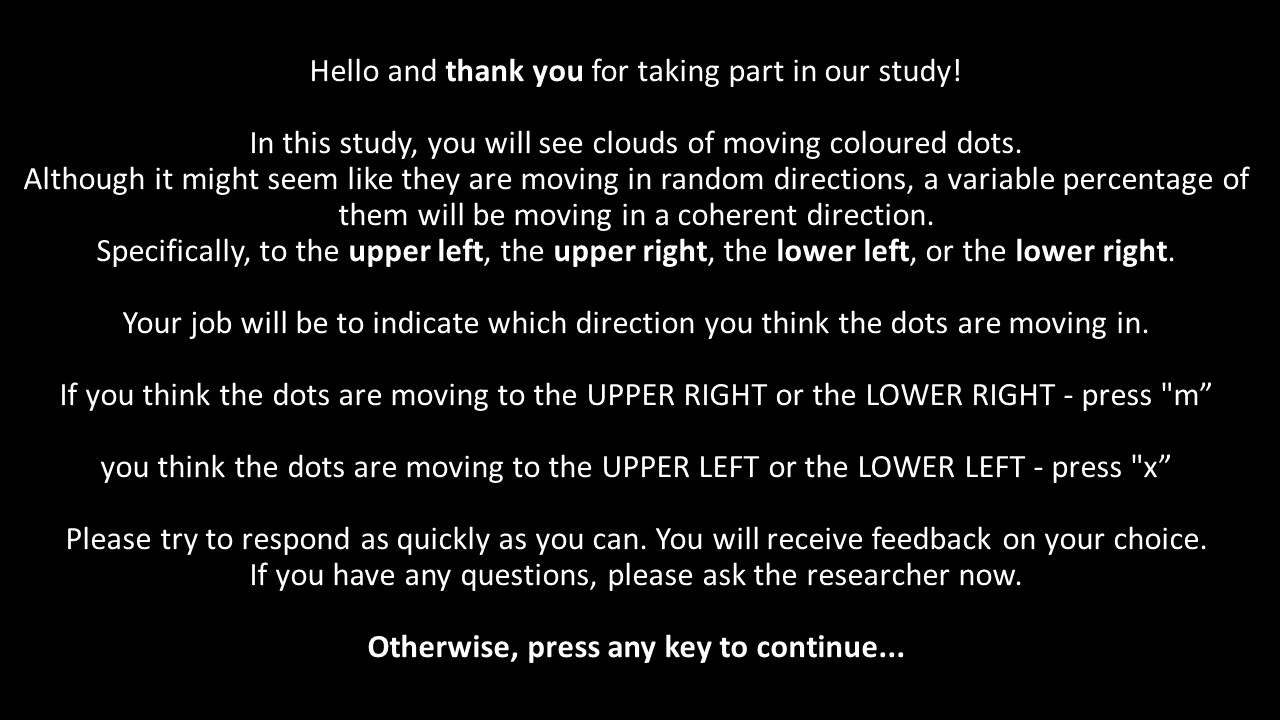 Hello and thank you for taking part in our study!
In this study, you will see clouds of moving coloured dots.
Although it might seem like they are moving in random directions, a variable percentage of
them will be moving in a coherent direction.
Specifically, to the upper left, the upper right, the lower left, or the lower right.
Your job will be to indicate which direction you think the dots are moving in.
If you think the dots are moving to the UPPER RIGHT or the LOWER RIGHT - press "m”
you think the dots are moving to the UPPER LEFT or the LOWER LEFT - press "x”
Please try to respond as quickly as you can. You will receive feedback on your choice.
If you have any questions, please ask the researcher now.
Otherwise, press any key to continue...